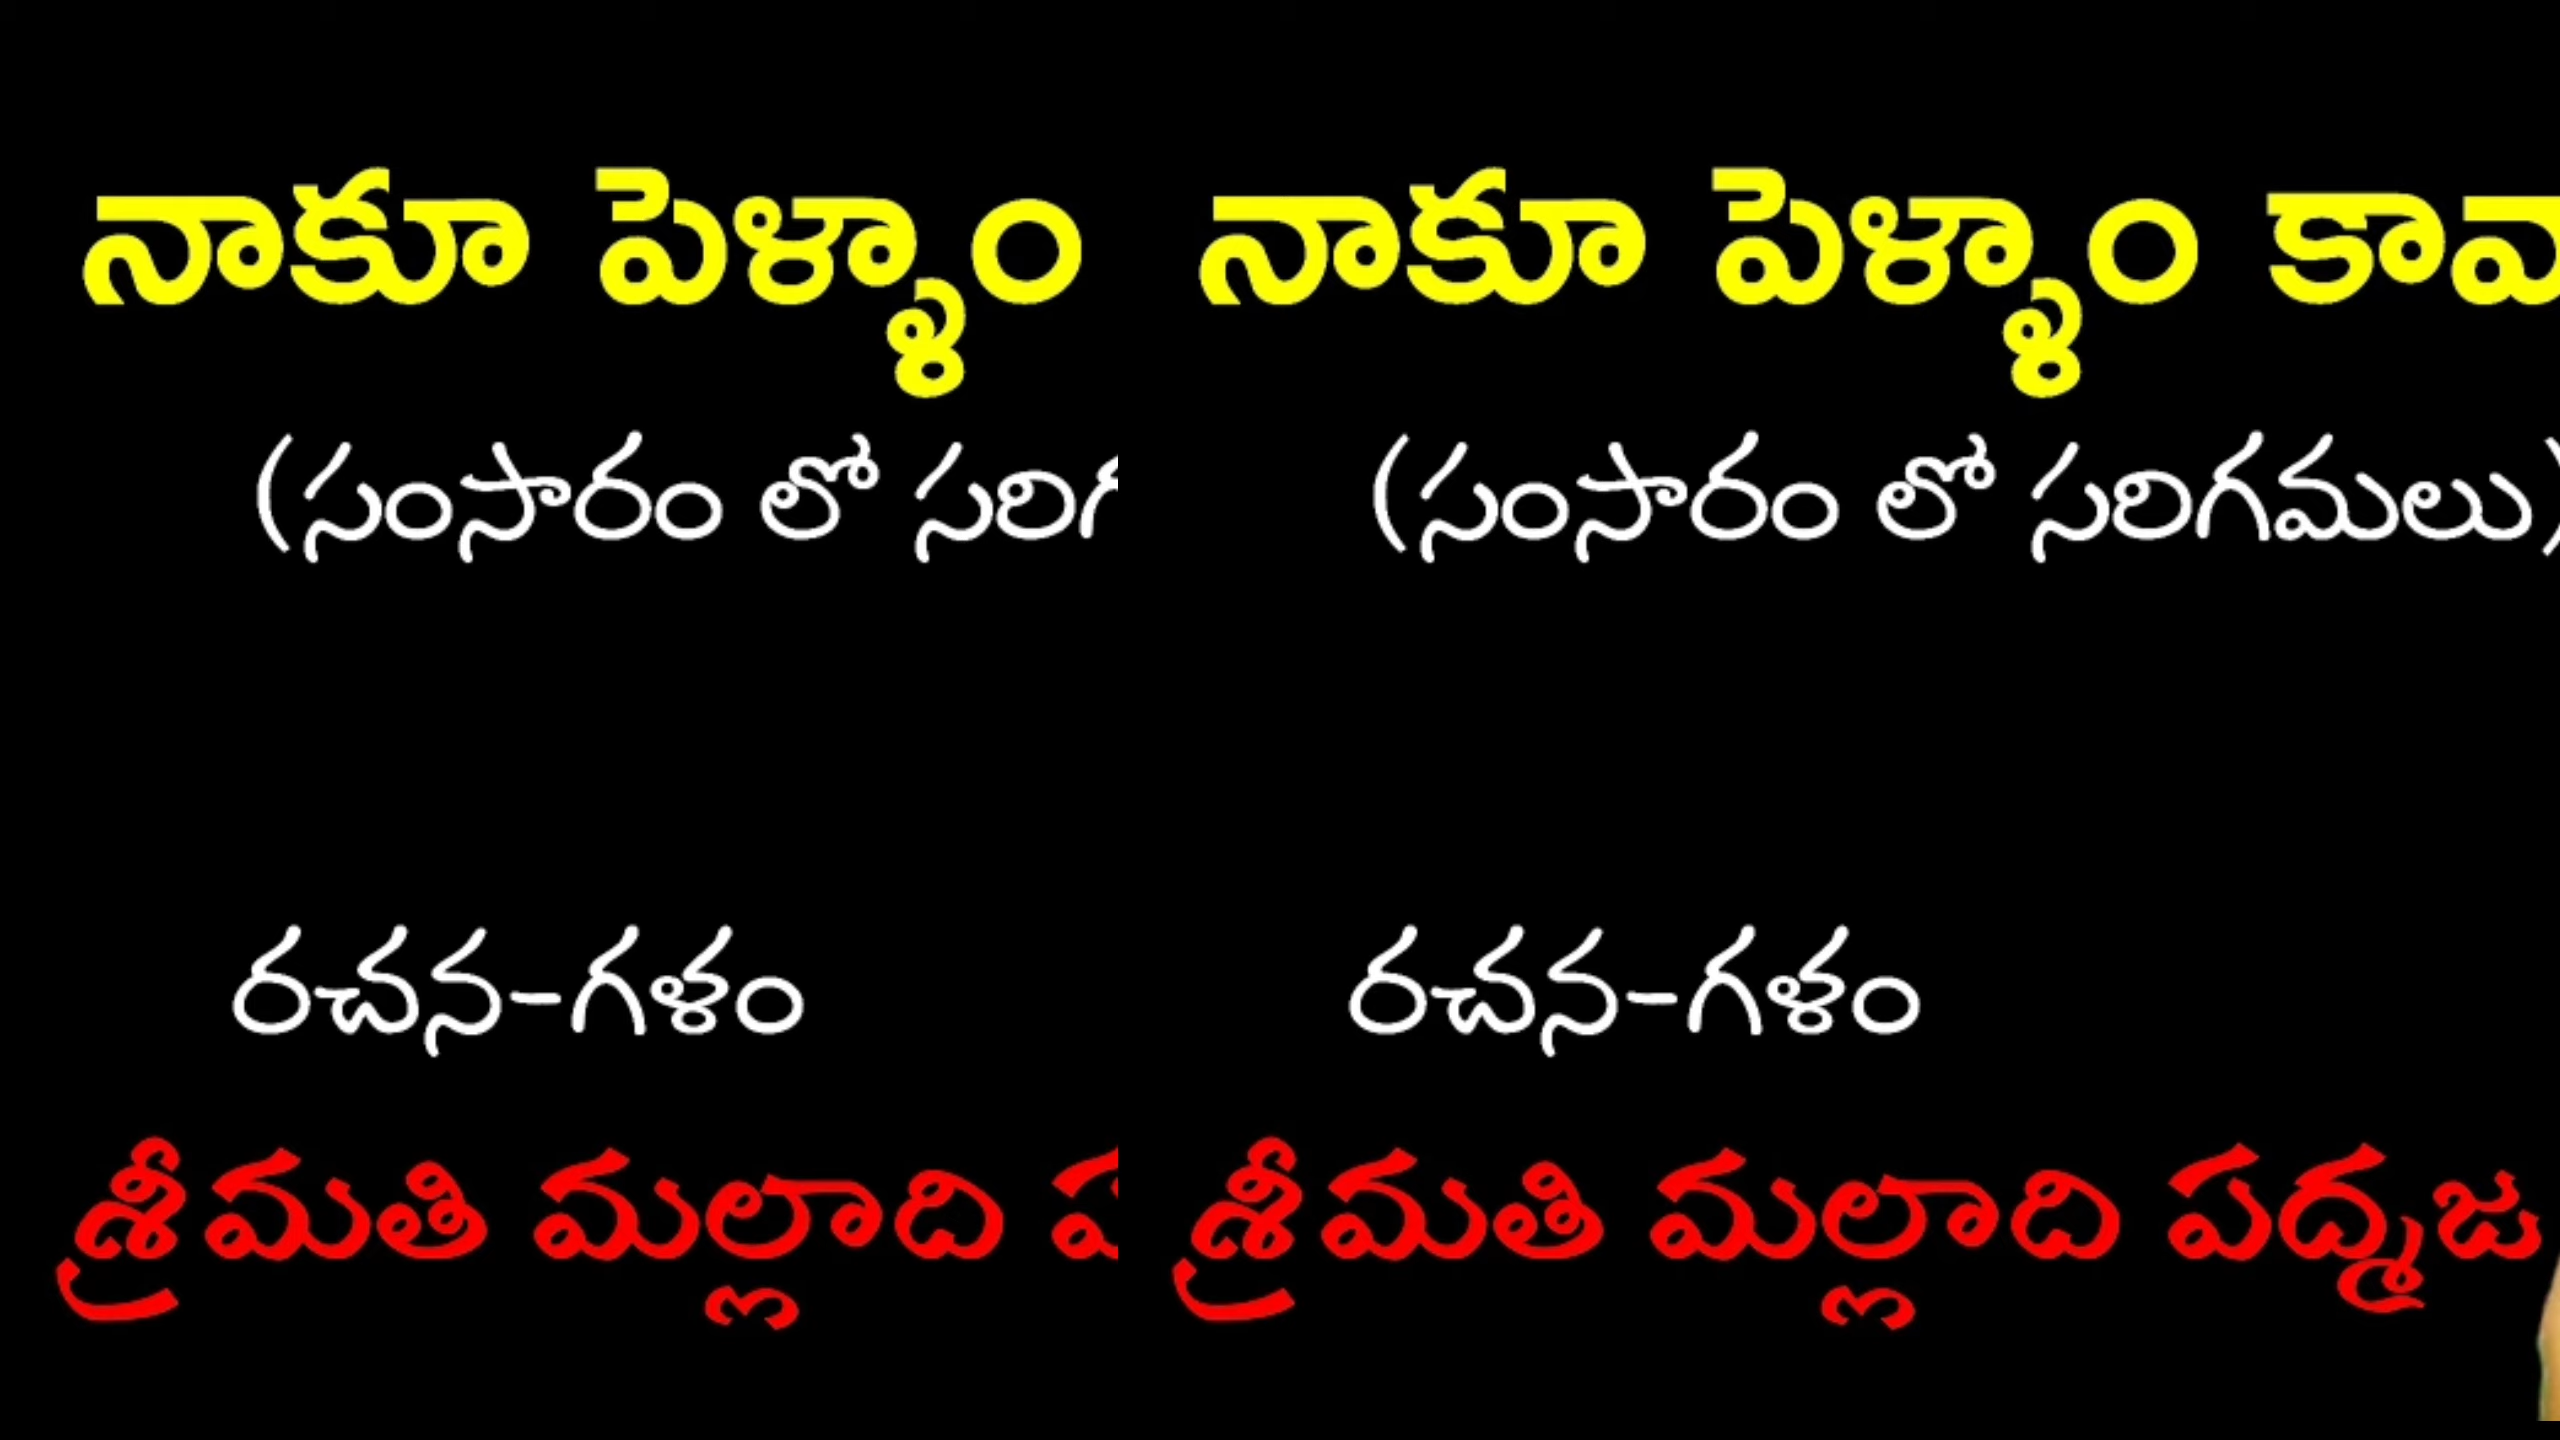 నాకూ పెళ్ళాం
(సంసారం లో
రచన-గళం
శ్రీమతి మల్లాది
నాకూ పెళ్ళాం
(సంసారం లో సరిగమలు)
రచన-గళం
శ్రీమతి మల్లాది పద్మజ